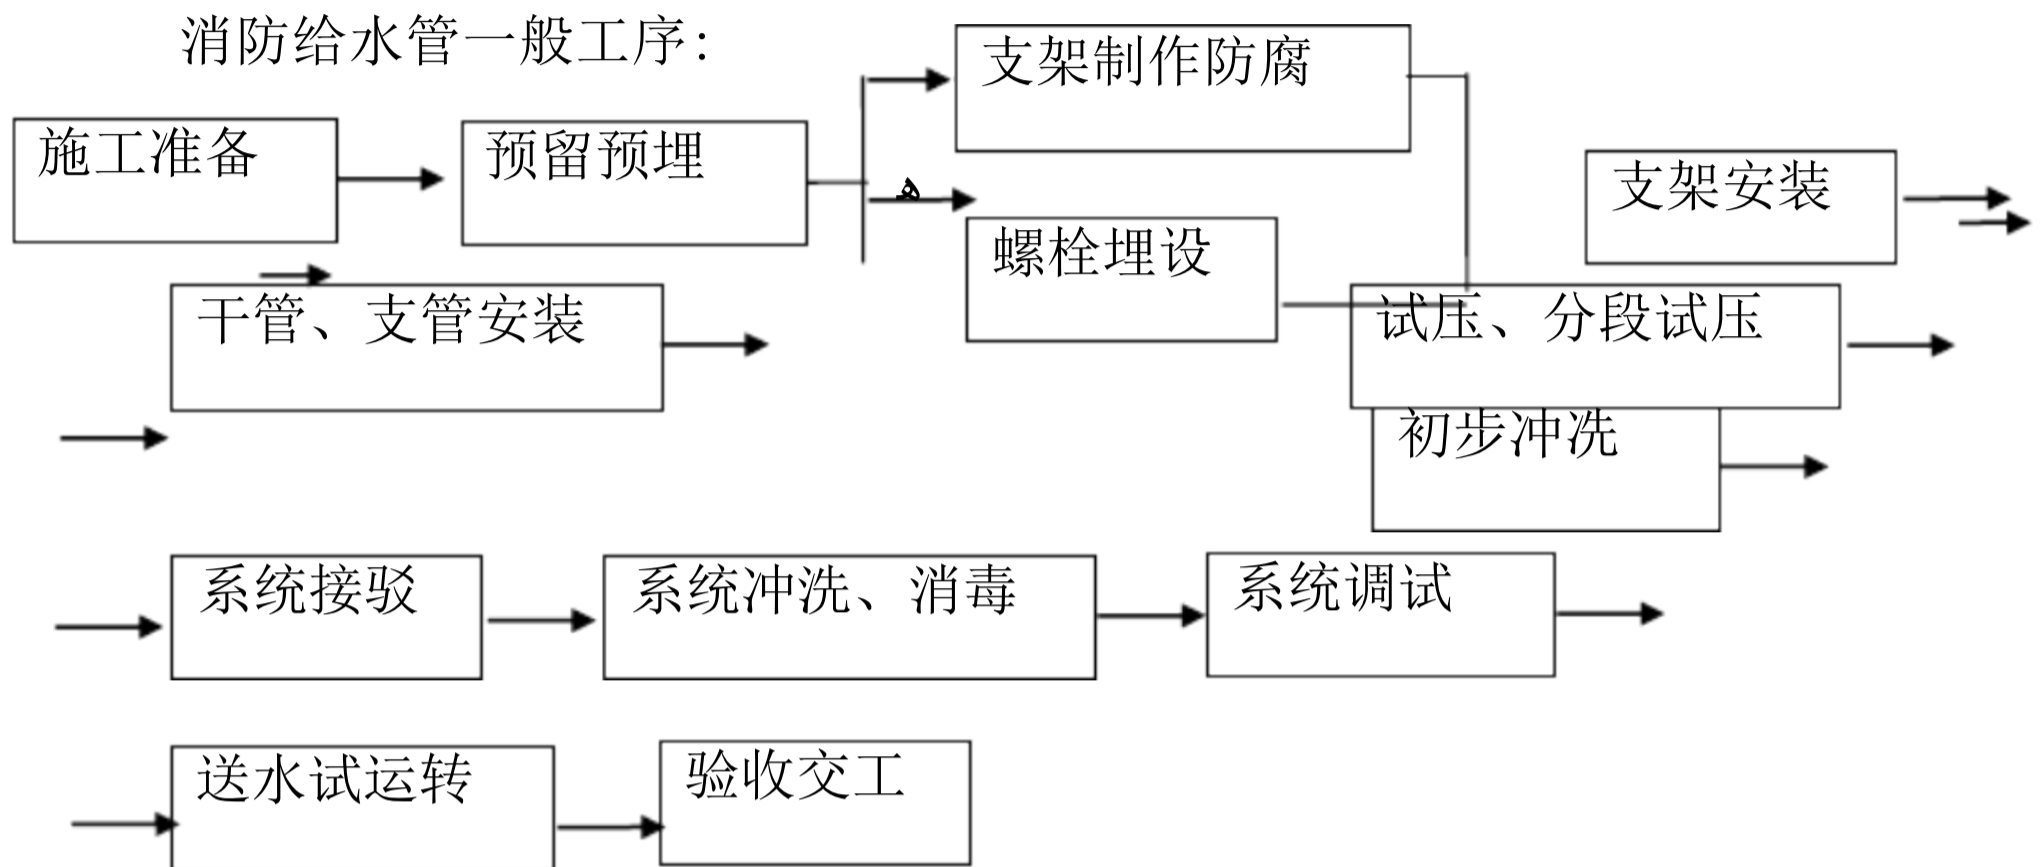 消防给水管一般工序：
施工准备
预留预埋
支架制作防腐
螺栓埋设
支架安装
干管、支管安装
试压、分段试压
初步冲洗
系统接驳
系统冲洗、消毒
系统调试
送水试运转
验收交工